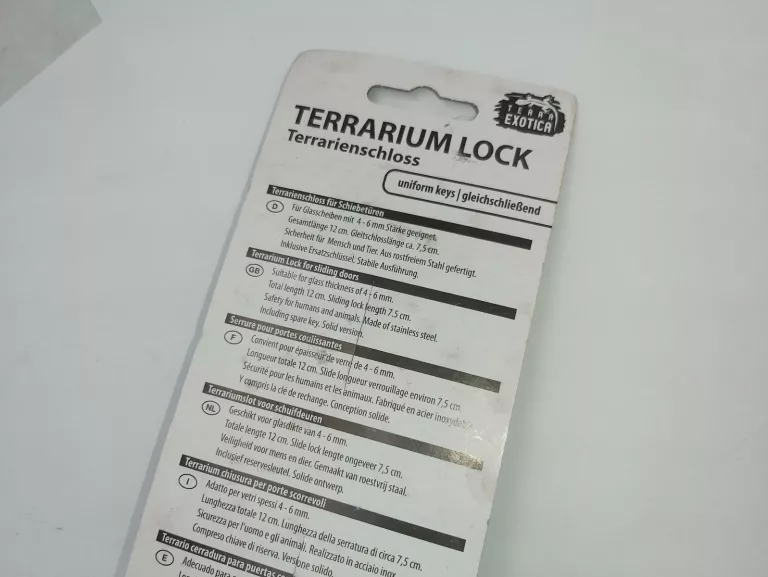 TERRA
EXOTICA
TERRARIUM LOCK
Terrarienschloss
uniform keys | gleichschließend
Terrarienschloss für Schiebetüren
D Für Glasscheiben mit 4 - 6 mm Stärke geeignet.
Gesamtlänge 12 cm. Gleitschlosslänge ca. 7,5 cm.
Sicherheit für Mensch und Tier. Aus rostfreiem Stahl gefertigt.
Inklusive Ersatzschlüssel. Stabile Ausführung.
Terrarium Lock for sliding doors
GB Suitable for glass thickness of 4 - 6 mm.
Total length 12 cm. Sliding lock length 7.5 cm.
Safety for humans and animals. Made of stainless steel.
Including spare key. Solid version.
Serrure pour portes coulissantes
F Convient pour épaisseur de verre de 4 - 6 mm.
Longueur totale 12 cm. Slide longueur verrouillage environ 7,5 cm.
Sécurité pour les humains et les animaux. Fabriqué en acier inoxydable.
Y compris la clé de rechange. Conception solide.
Terrariumslot voor schuifdeuren
NL Geschikt voor glasdikte van 4 - 6 mm.
Totale lengte 12 cm. Slide lock lengte ongeveer 7,5 cm.
Veiligheid voor mens en dier. Gemaakt van roestvrij staal.
Inclusief reservesleutel. Solide ontwerp.
Terrarium chiusura per porte scorrevoli
I Adatto per vetri spessi 4 - 6 mm.
Lunghezza totale 12 cm. Lunghezza della serratura di circa 7,5 cm.
Sicurezza per l'uomo e gli animali. Realizzato in acciaio inox.
Compreso chiave di riserva. Versione solido.
Terrario cerradura para puertas
E Adecuado para